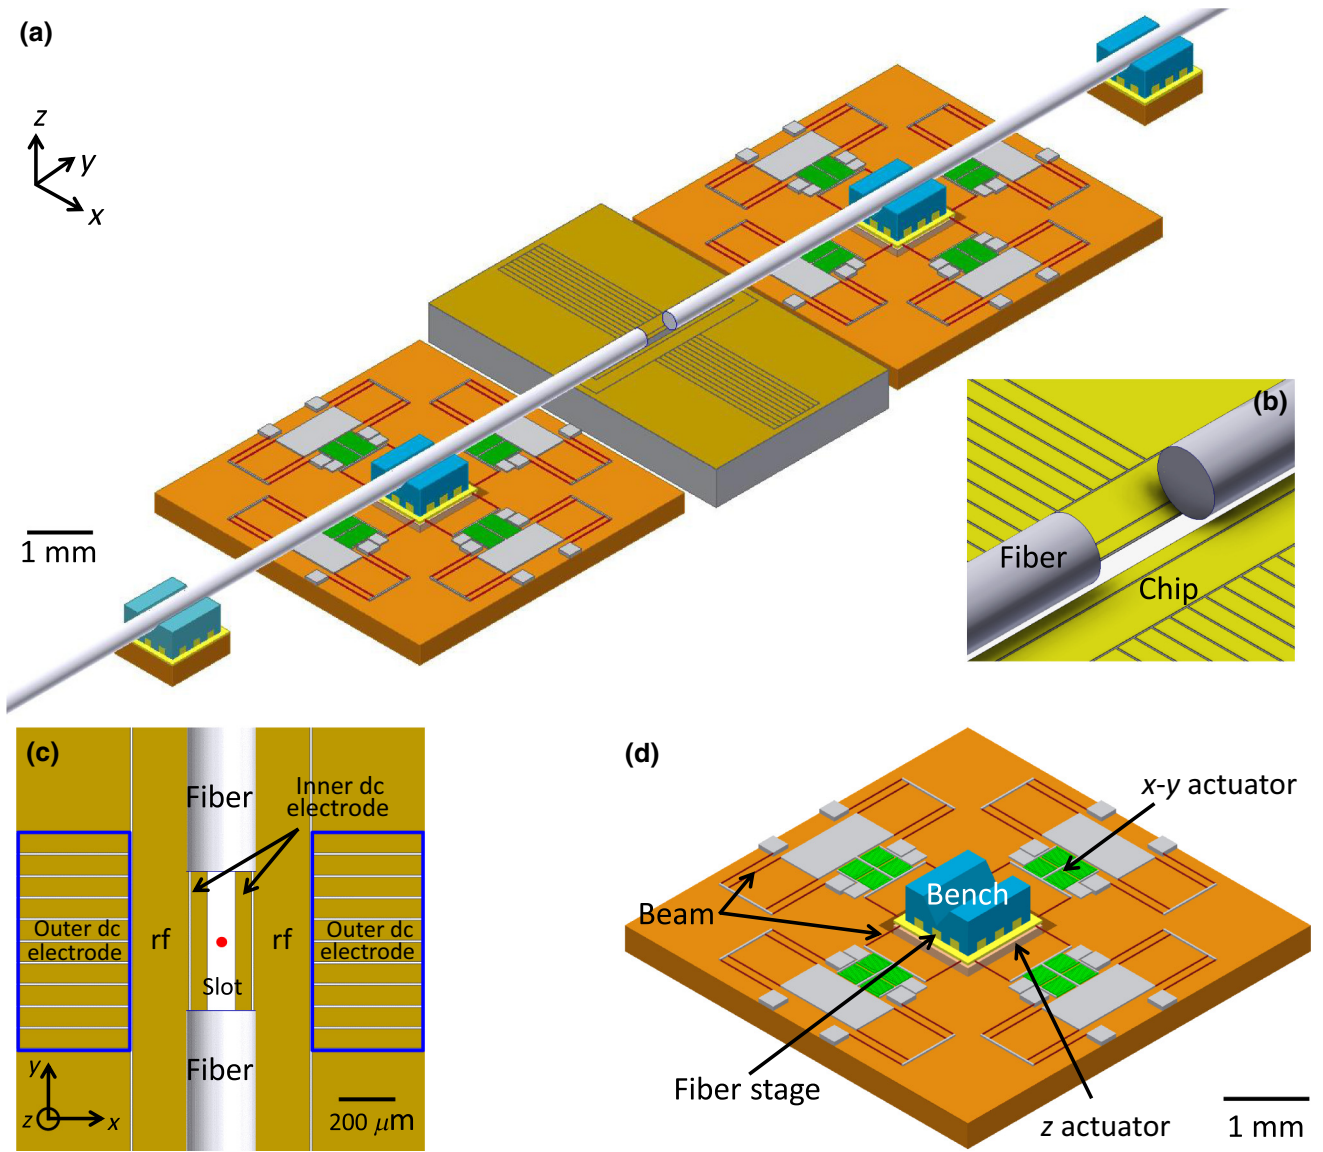 (a)
z
y
x
1 mm
(b)
Fiber
Chip
(c)
Fiber
Inner dc
electrode
Outer dc
electrode
rf
rf
Outer dc
electrode
Slot
Fiber
y
z
x
200 μm
(d)
x-y actuator
Bench
Beam
Fiber stage
z actuator
1 mm